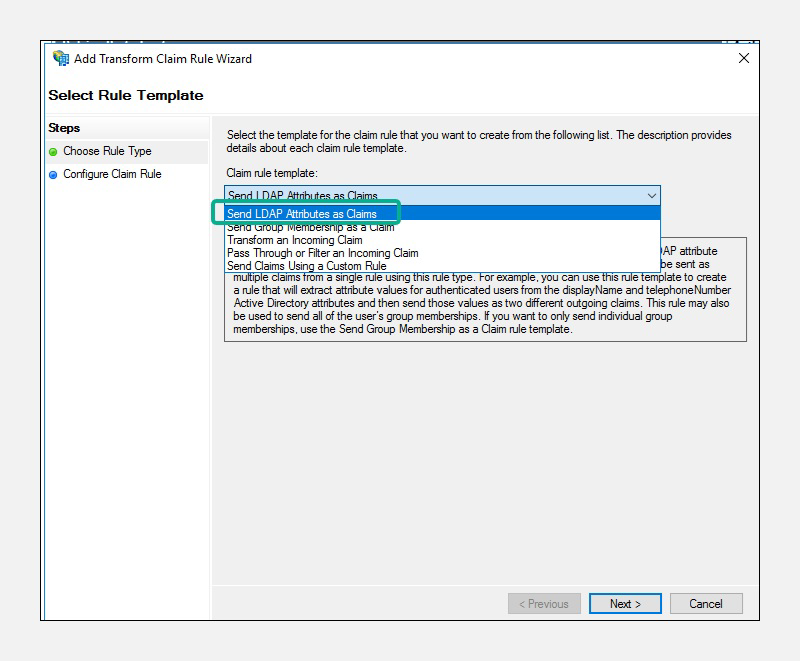 Add Transform Claim Rule Wizard
Select Rule Template
Steps
Choose Rule Type
Configure Claim Rule
Select the template for the claim rule that you want to create from the following list. The description provides
details about each claim rule template.
Claim rule template:
Send LDAP Attributes as Claims
Send LDAP Attributes as Claims
Send Group Membership as a Claim
Transform an Incoming Claim
Pass Through or Filter an Incoming Claim
Send Claims Using a Custom Rule
attribute
be sent as
multiple claims from a single rule using this rule type. For example, you can use this rule template to create
a rule that will extract attribute values for authenticated users from the displayName and telephoneNumber
Active Directory attributes and then send those values as two different outgoing claims. This rule may also
be used to send all of the user's group memberships. If you want to only send individual group
memberships, use the Send Group Membership as a Claim rule template.
< Previous
Next >
Cancel